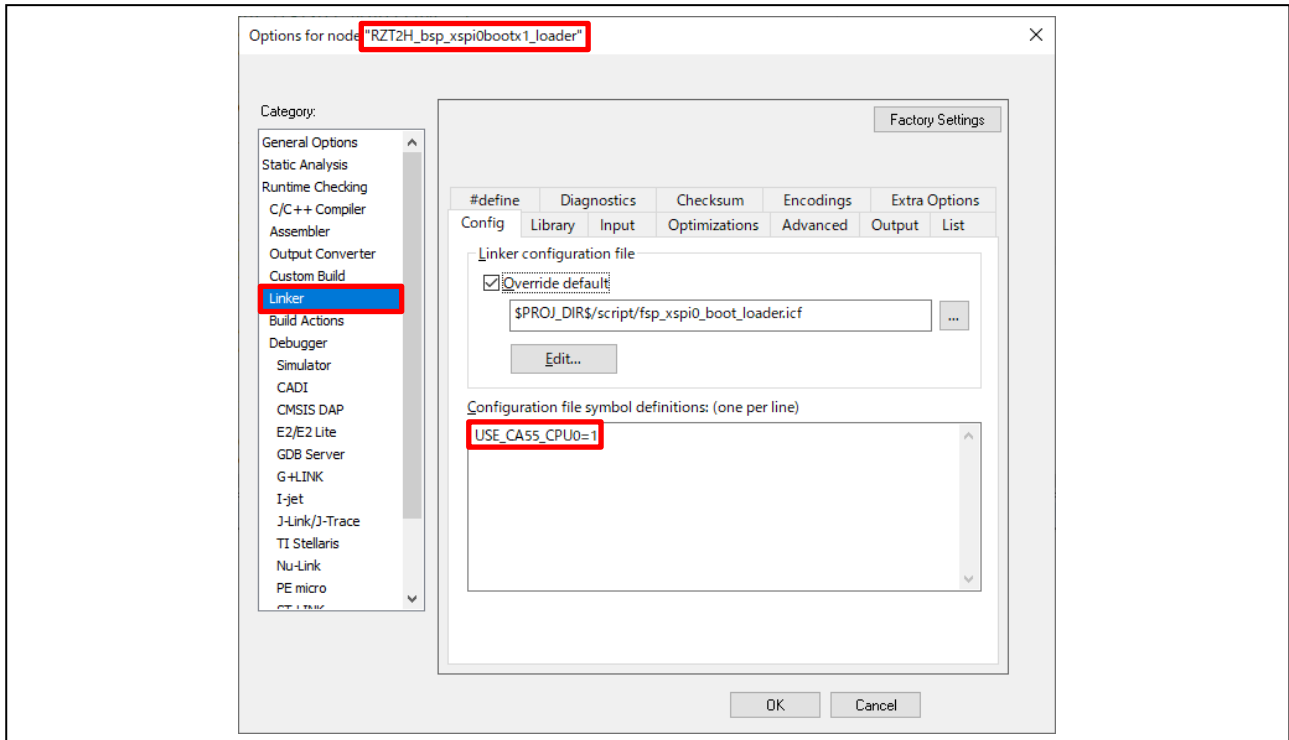 Options for node "RZT2H_bsp_xspi0bootx1_loader"
Category:
General Options
Static Analysis
Runtime Checking
C/C++ Compiler
Assembler
Output Converter
Custom Build
Linker
Build Actions
Debugger
Simulator
CADI
CMSIS DAP
E2/E2 Lite
GDB Server
G+LINK
I-jet
J-Link/J-Trace
TI Stellaris
Nu-Link
PE micro
ST-LINK
Factory Settings
#define Diagnostics Checksum Encodings Extra Options
Config Library Input Optimizations Advanced Output List
Linker configuration file
Override default
$PROJ_DIR$/script/fsp_xspi0_boot_loader.icf
...
Edit...
Configuration file symbol definitions: (one per line)
USE_CA55_CPU0=1
OK Cancel